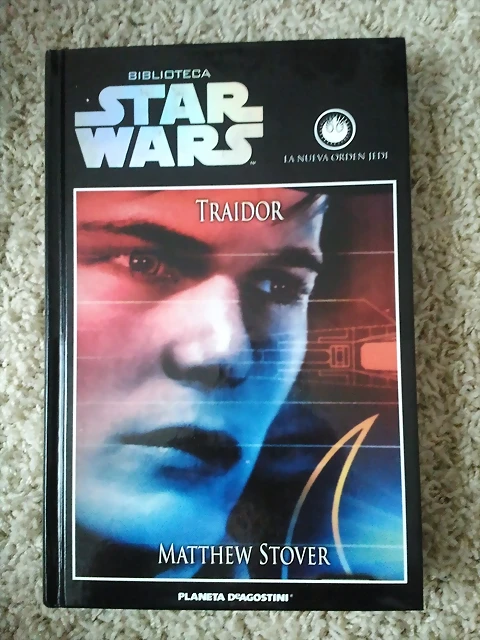 BIBLIOTECA
STAR
WARS
LA NUEVA ORDEN JEDI
TRAIDOR
MATTHEW STOVER
PLANETA DEAGOSTINI